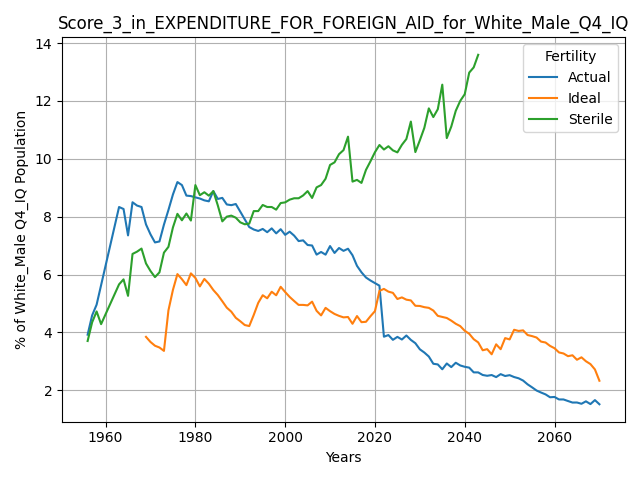 Score_3_in_EXPENDITURE_FOR_FOREIGN_AID_for_White_Male_Q4_IQ
Fertility
Actual
Ideal
Sterile
% of White_Male Q4_IQ Population
14
12
10
8
6
4
2
1960
1980
2000
2020
2040
2060
Years